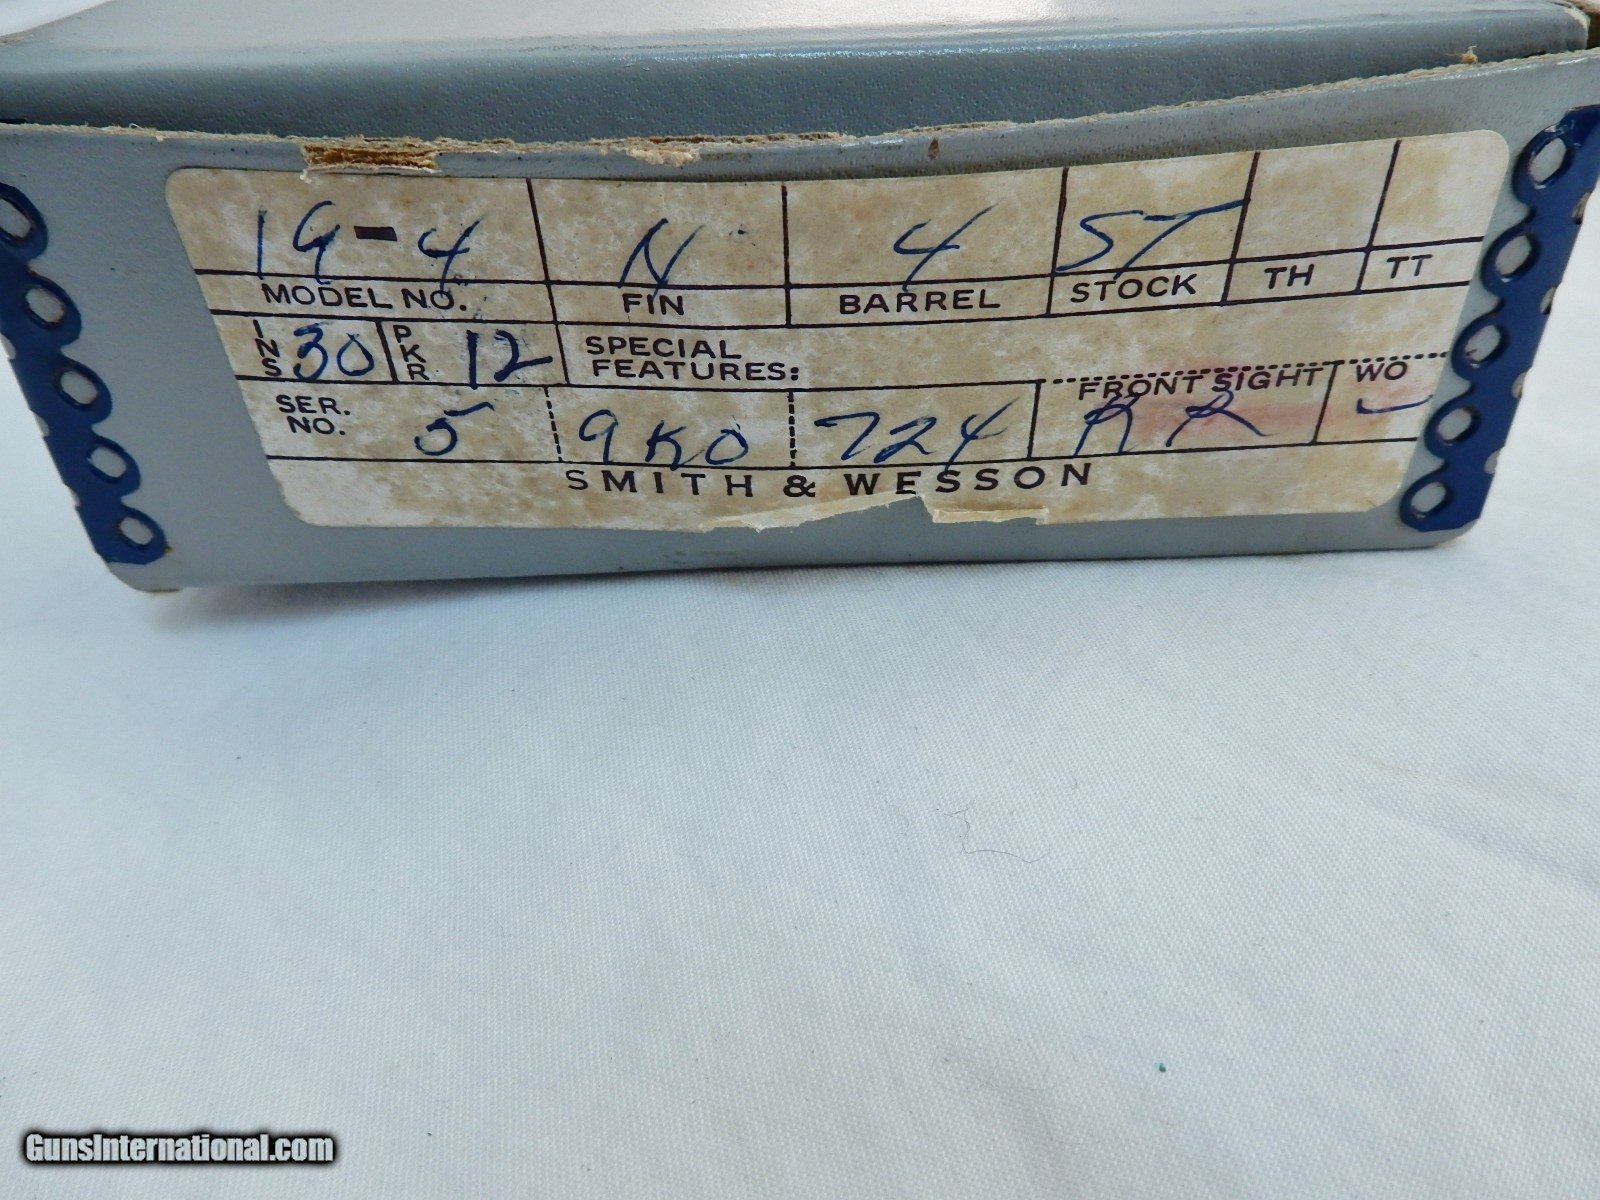 19-4 N 4 ST
MODEL NO. FIN BARREL STOCK TH TT
INS 30 PKR 12 SPECIAL FEATURES:
FRONT SIGHT WO
SER. NO. 5 9K0 724 RR
SMITH & WESSON
GunsInternational.com